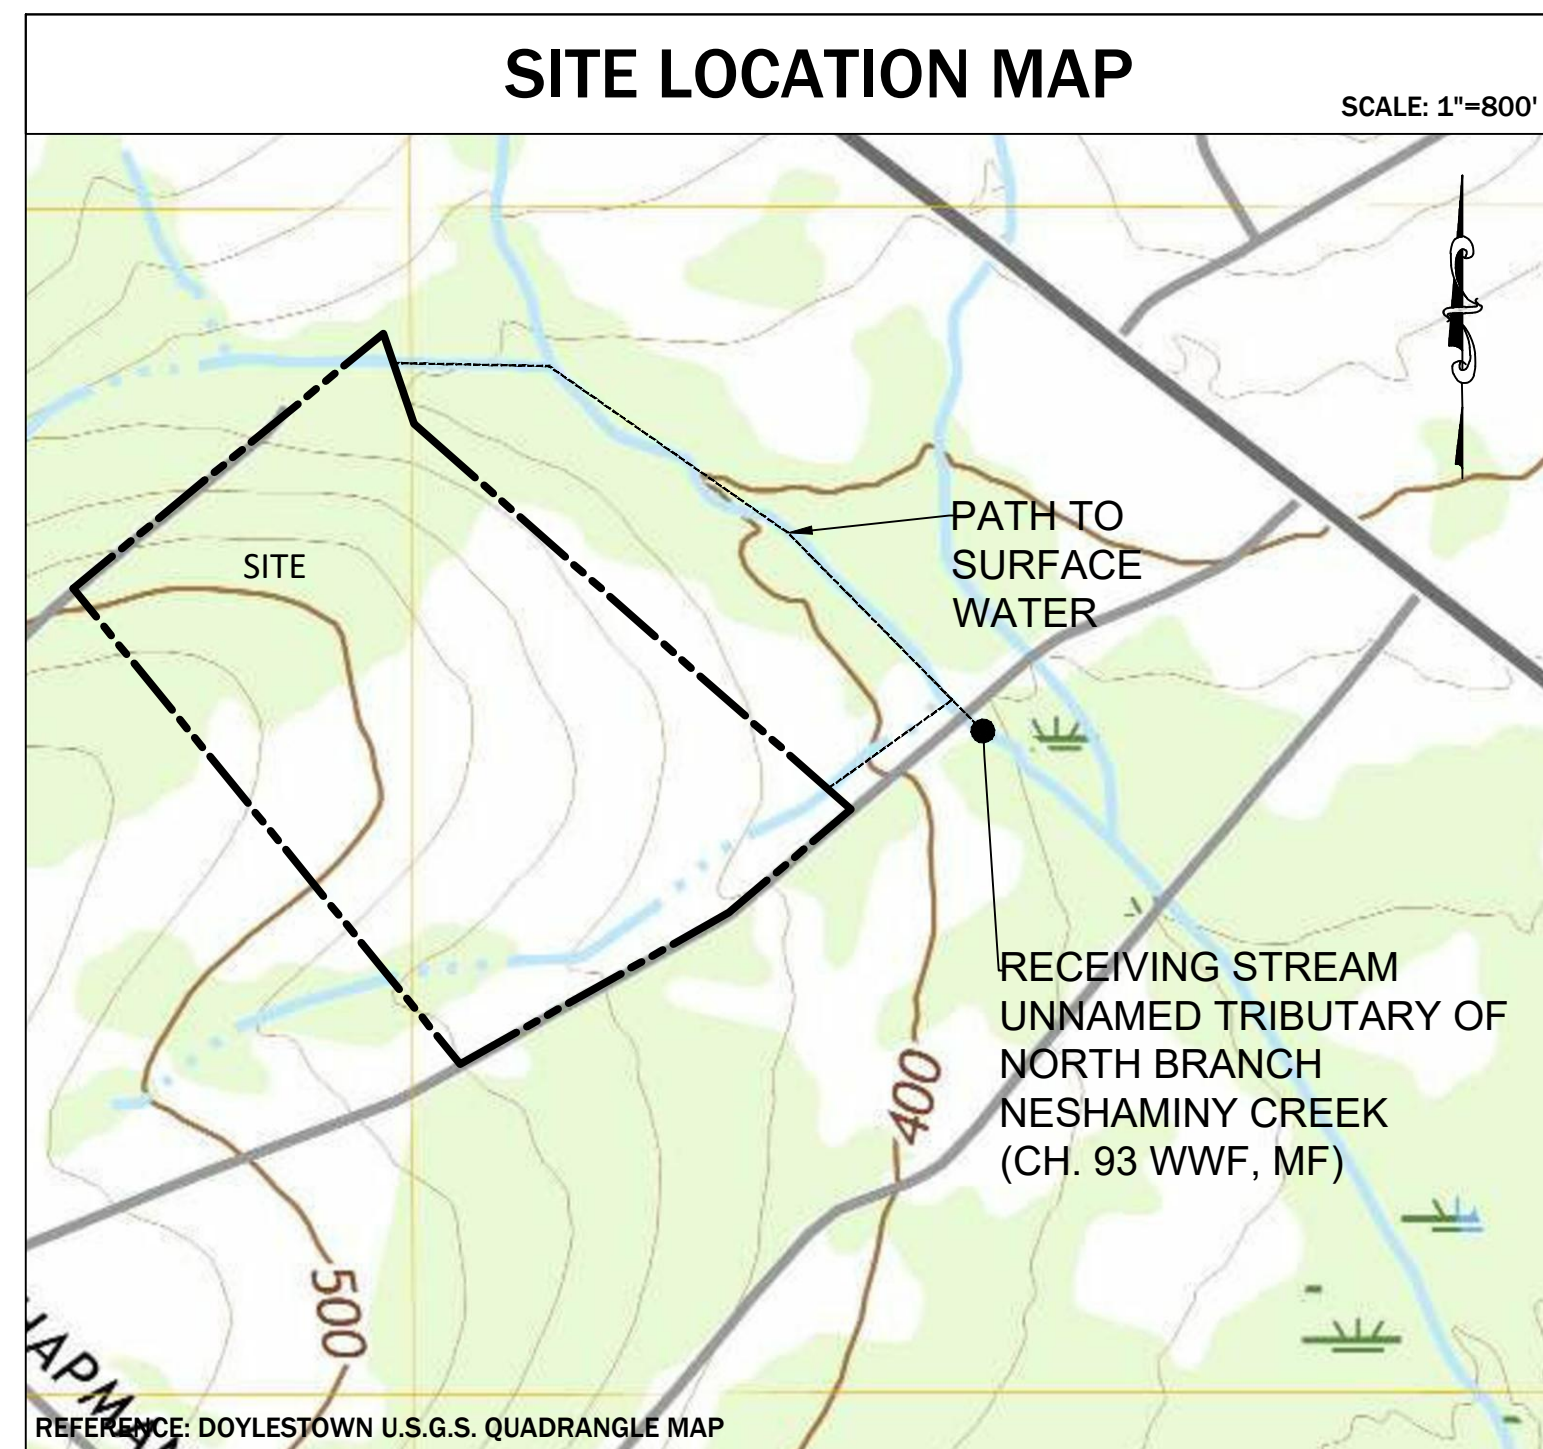 SITE LOCATION MAP
SCALE: 1"=800'
SITE
PATH TO
SURFACE
WATER
RECEIVING STREAM
UNNAMED TRIBUTARY OF
NORTH BRANCH
NESHAMINY CREEK
(CH. 93 WWF, MF)
400
500
REFERENCE: DOYLESTOWN U.S.G.S. QUADRANGLE MAP